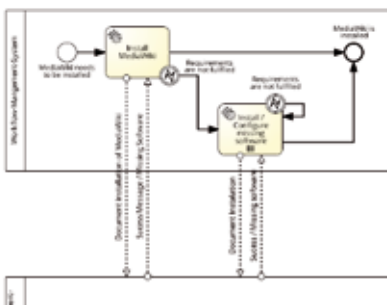 MediaWiki needs
to be installed
Install
MediaWiki
Requirements
are not fulfilled
MediaWiki is
installed
Requirements
are not fulfilled
Install /
Configure
missing
software
Workflow-Management-System
Document Installation of MediaWiki
Success Message / Missing Software
Document Installation
Success / Missing software